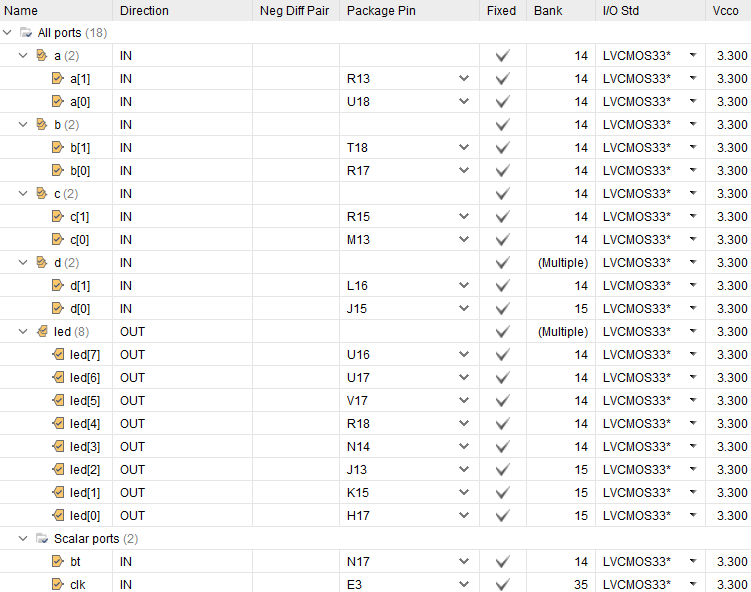 Name Direction Neg Diff Pair Package Pin Fixed Bank I/O Std Vcco
All ports (18)
a (2) IN 14 LVCMOS33* 3.300
a[1] IN R13 14 LVCMOS33* 3.300
a[0] IN U18 14 LVCMOS33* 3.300
b (2) IN 14 LVCMOS33* 3.300
b[1] IN T18 14 LVCMOS33* 3.300
b[0] IN R17 14 LVCMOS33* 3.300
c (2) IN 14 LVCMOS33* 3.300
c[1] IN R15 14 LVCMOS33* 3.300
c[0] IN M13 14 LVCMOS33* 3.300
d (2) IN (Multiple) LVCMOS33* 3.300
d[1] IN L16 14 LVCMOS33* 3.300
d[0] IN J15 15 LVCMOS33* 3.300
led (8) OUT (Multiple) LVCMOS33* 3.300
led[7] OUT U16 14 LVCMOS33* 3.300
led[6] OUT U17 14 LVCMOS33* 3.300
led[5] OUT V17 14 LVCMOS33* 3.300
led[4] OUT R18 14 LVCMOS33* 3.300
led[3] OUT N14 14 LVCMOS33* 3.300
led[2] OUT J13 15 LVCMOS33* 3.300
led[1] OUT K15 15 LVCMOS33* 3.300
led[0] OUT H17 15 LVCMOS33* 3.300
Scalar ports (2)
bt IN N17 14 LVCMOS33* 3.300
clk IN E3 35 LVCMOS33* 3.300